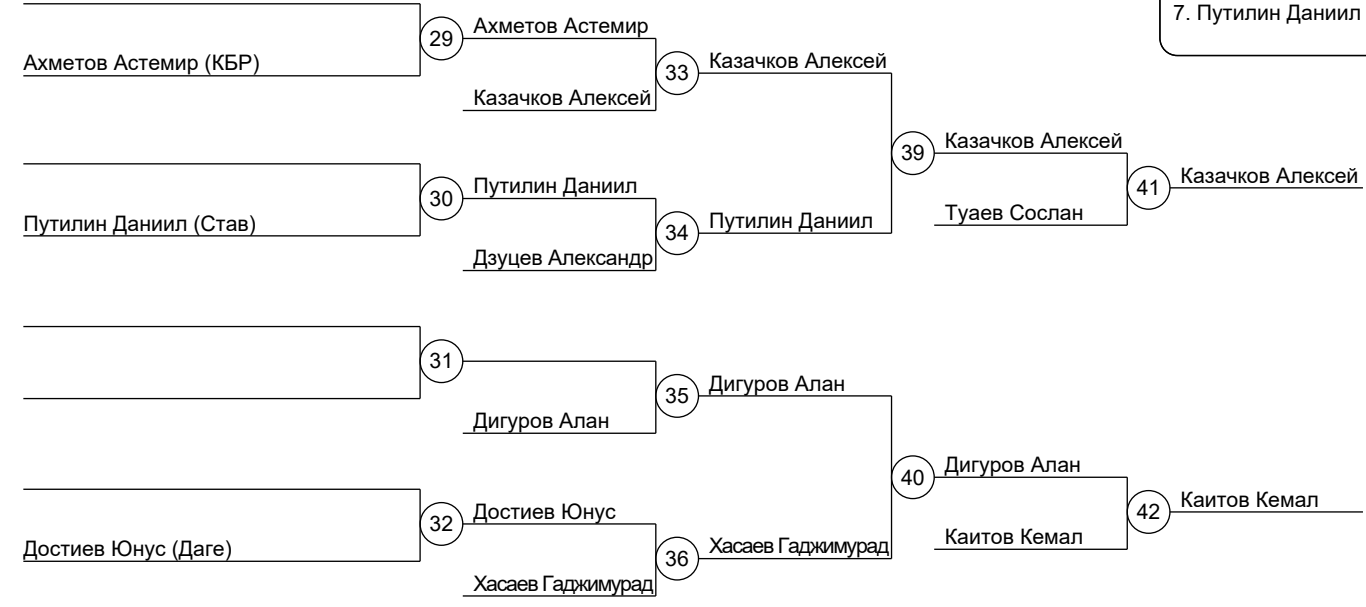 7. Путилин Даниил
Ахметов Астемир (КБР)
29
Ахметов Астемир
Казачков Алексей
33
Казачков Алексей
Путилин Даниил (Став)
30
Путилин Даниил
Дзуцев Александр
34
Путилин Даниил
39
Казачков Алексей
Туаев Сослан
41
Казачков Алексей
31
Дигуров Алан
35
Дигуров Алан
Достиев Юнус (Даге)
32
Достиев Юнус
Хасаев Гаджимурад
36
Хасаев Гаджимурад
40
Дигуров Алан
Каитов Кемал
42
Каитов Кемал